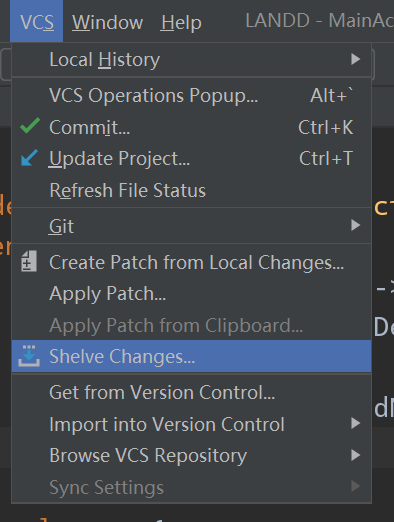 VCS Window Help LANDD - MainAc
Local History
VCS Operations Popup... Alt+`
Commit... Ctrl+K
Update Project... Ctrl+T
Refresh File Status
Git
Create Patch from Local Changes...
Apply Patch...
Apply Patch from Clipboard...
Shelve Changes...
Get from Version Control...
Import into Version Control
Browse VCS Repository
Sync Settings